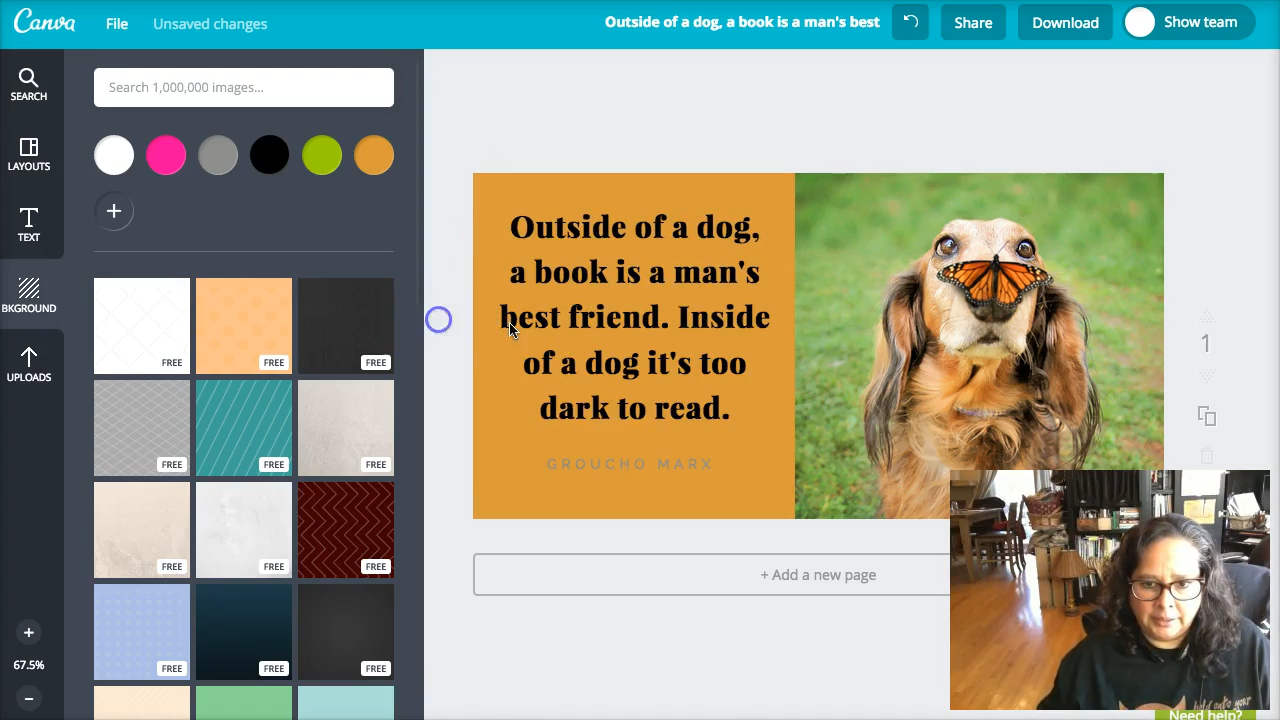 Canva
File
Unsaved changes
Outside of a dog, a book is a man's best
Share
Download
Show team
SEARCH
LAYOUTS
TEXT
BKGROUND
UPLOADS
67.5%
Search 1,000,000 images...
FREE
FREE
FREE
FREE
FREE
FREE
FREE
FREE
FREE
FREE
FREE
FREE
Outside of a dog,
a book is a man's
best friend. Inside
of a dog it's too
dark to read.
GROUCHO MARX
1
+ Add a new page
Need help?